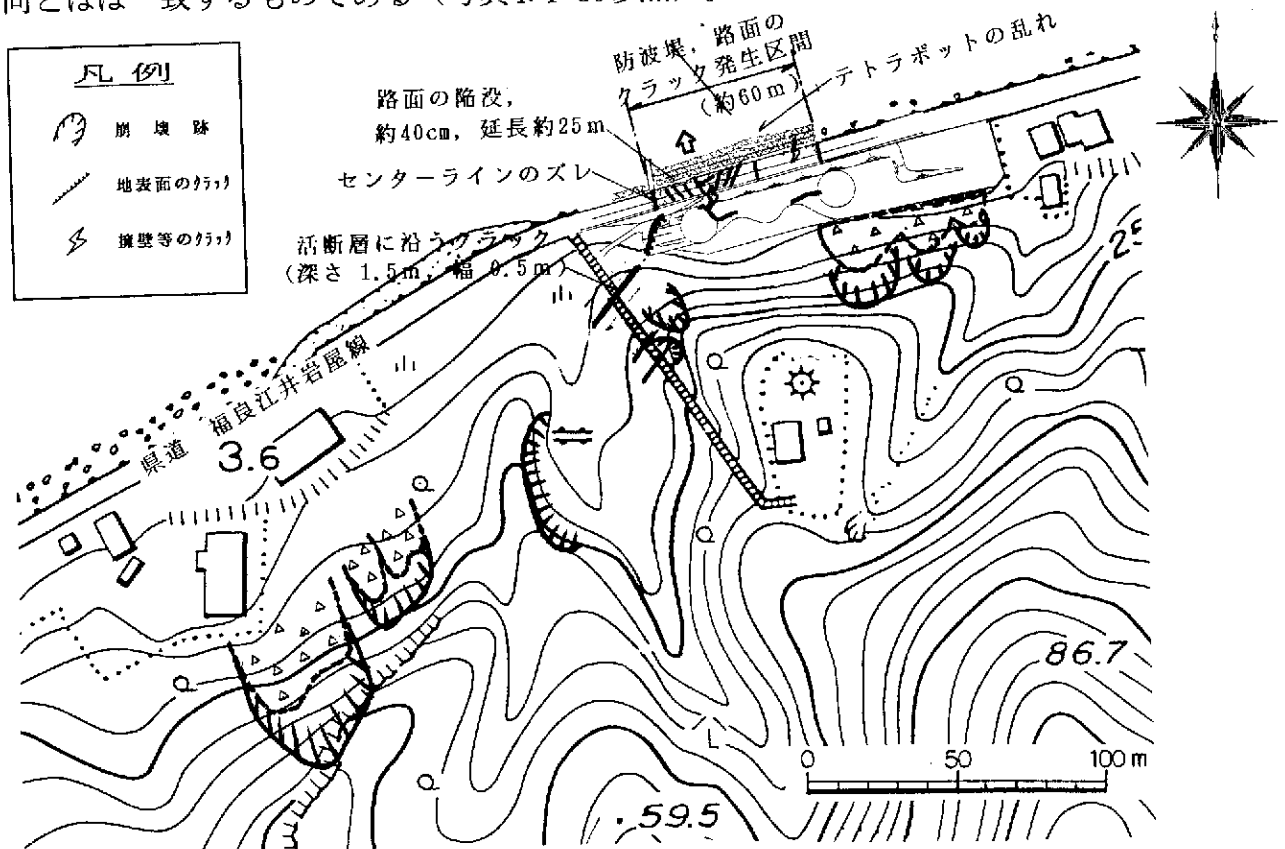 向とほぼ一致するものである（写真
凡例
崩壊跡
地表面のクラック
擁壁等のクラック
防波堤，路面の
クラック発生区間
（約60m）
テトラポットの乱れ
路面の陥没，
約40cm，延長約25m
センターラインのズレ
活断層に沿うクラック
（深さ 1.5m，幅 0.5m）
県道 福良江井岩屋線
3.6
25
86.7
L
0 50 100m
59.5